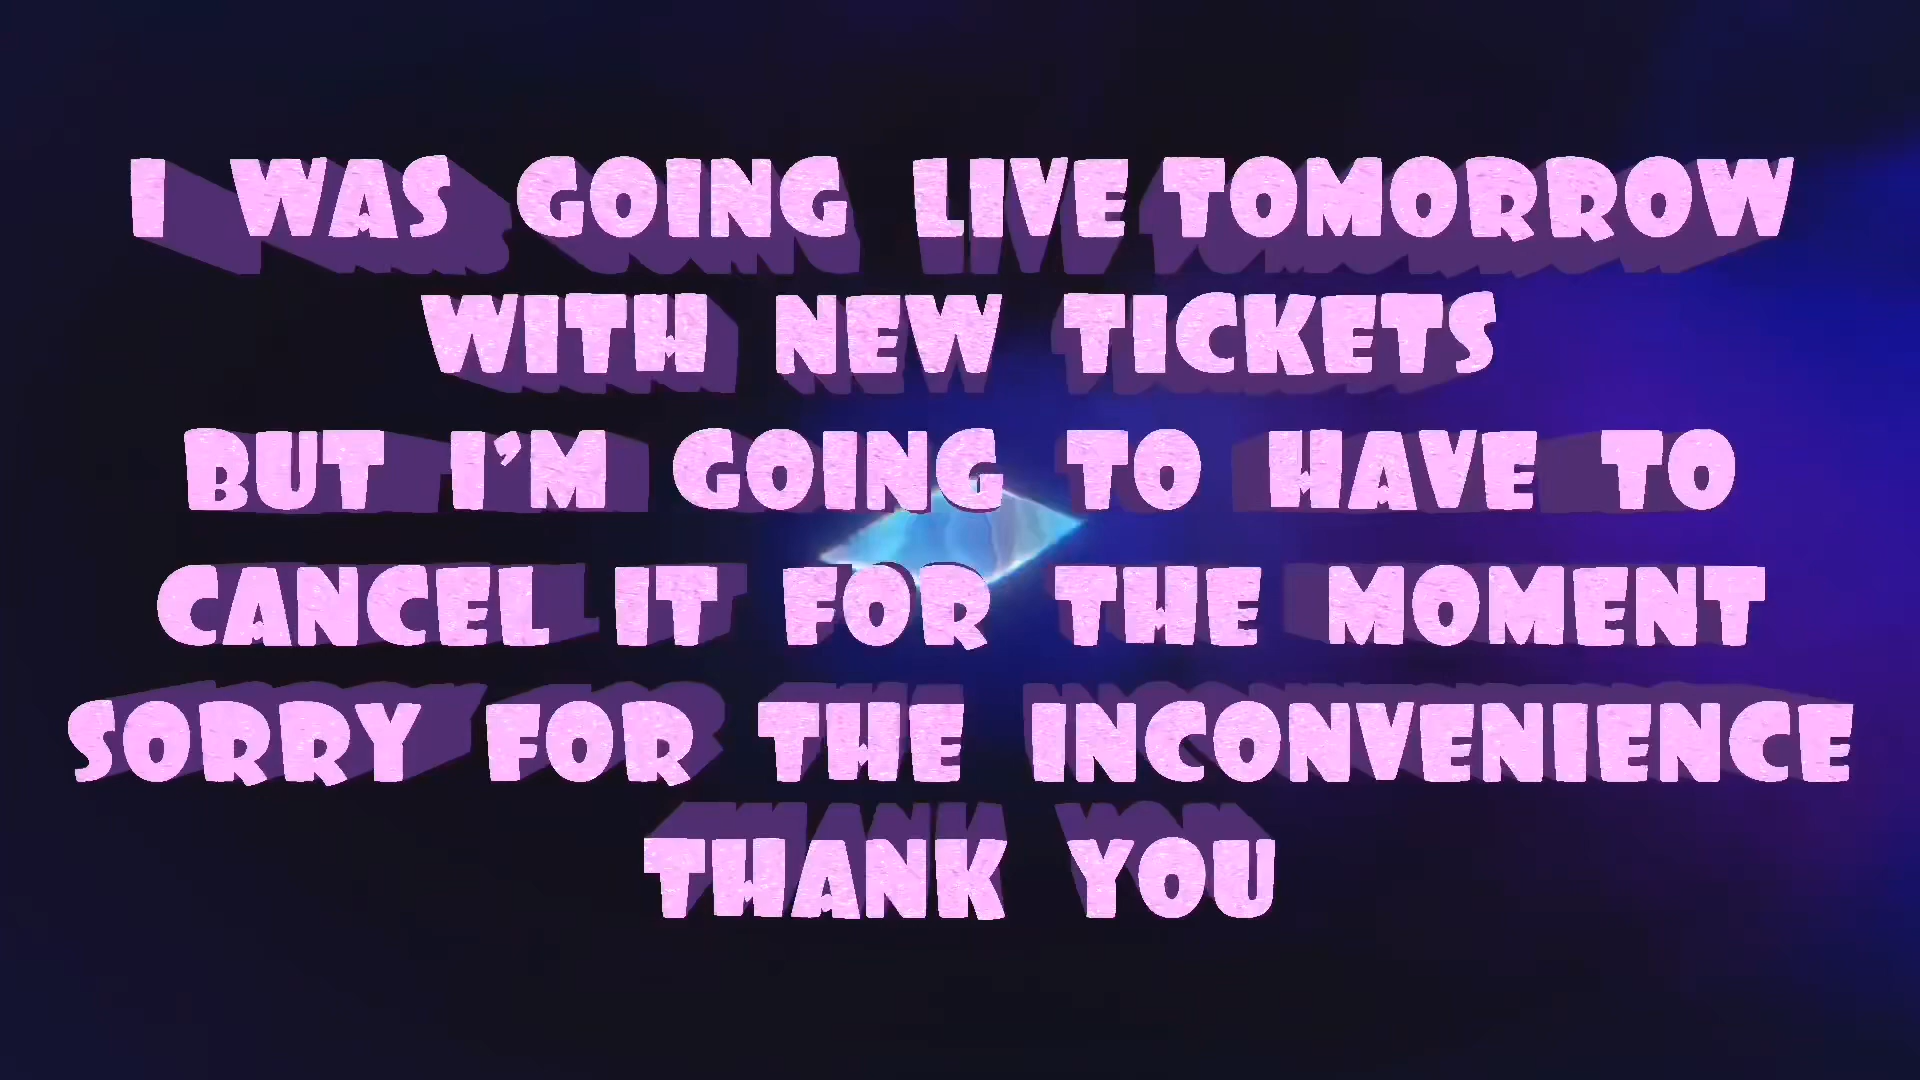 I WAS GOING LIVE TOMORROW
WITH NEW TICKETS
BUT I'M GOING TO HAVE TO
CANCEL IT FOR THE MOMENT
SORRY FOR THE INCONVENIENCE
THANK YOU